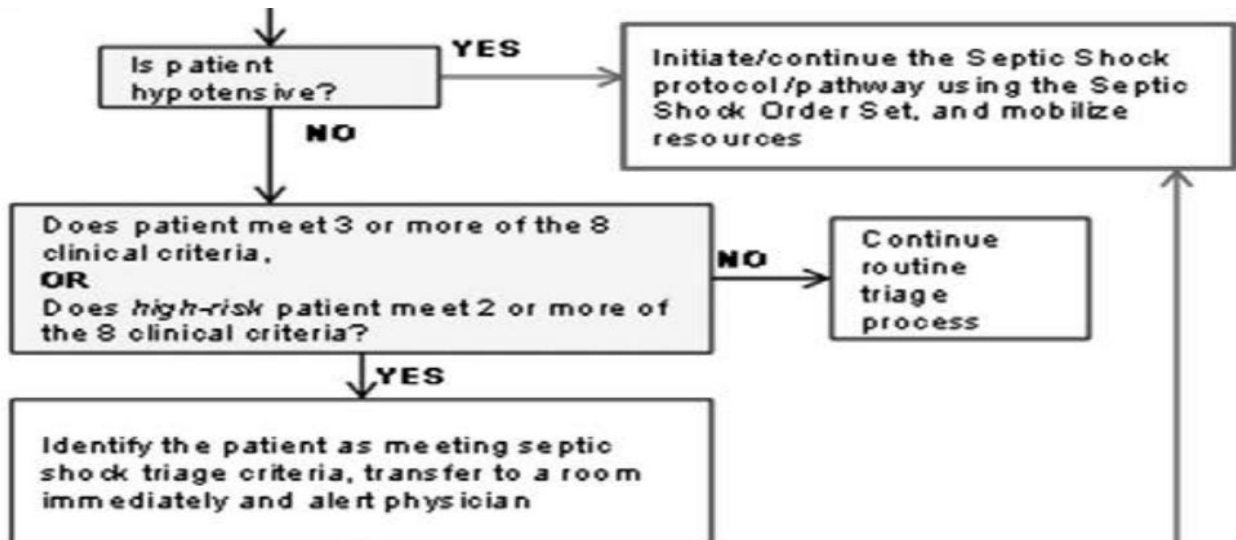 Is patient
hypotensive?
YES
Initiate/continue the Septic Shock
protocol/pathway using the Septic
Shock Order Set, and mobilize
resources
NO
Does patient meet 3 or more of the 8
clinical criteria,
OR
Does high-risk patient meet 2 or more of
the 8 clinical criteria?
NO
Continue
routine
triage
process
YES
Identify the patient as meeting septic
shock triage criteria, transfer to a room
immediately and alert physician